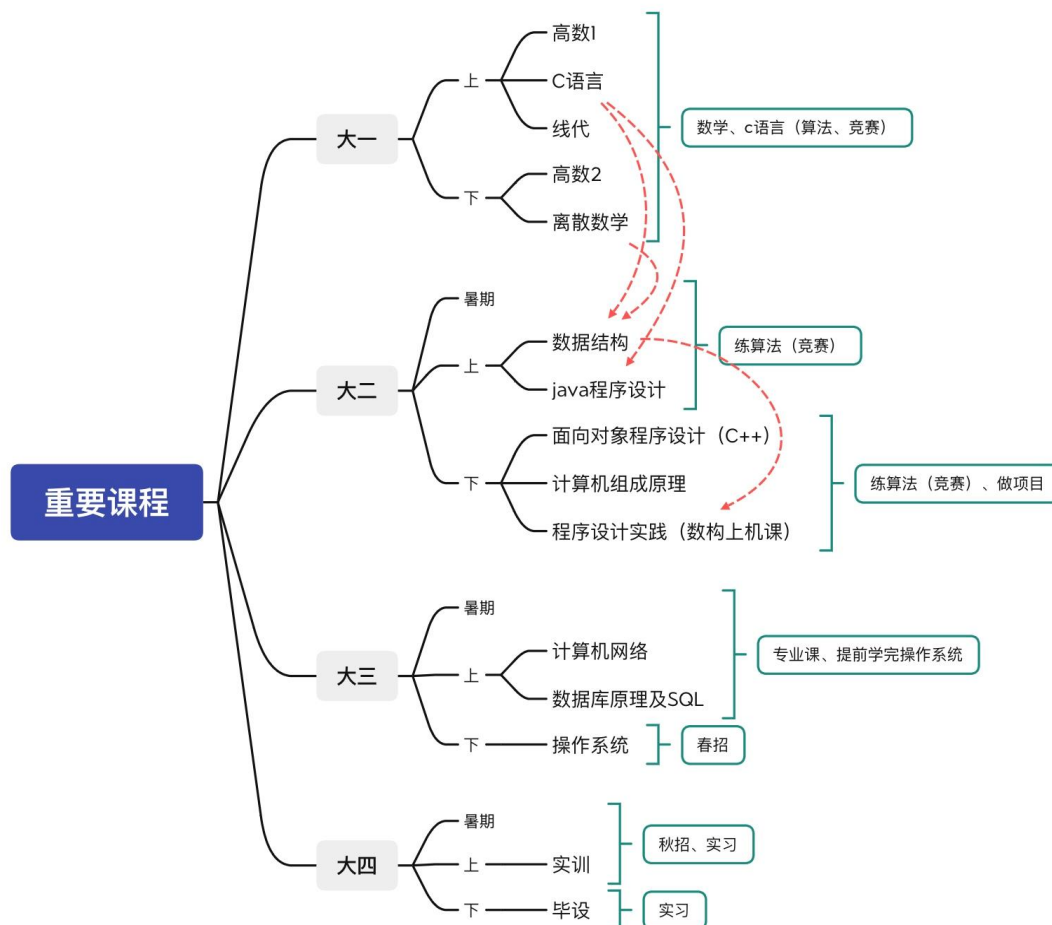 重要课程
大一
上
高数1
C语言
线代
下
高数2
离散数学
数学、c语言（算法、竞赛）
大二
暑期
上
数据结构
java程序设计
练算法（竞赛）
下
面向对象程序设计（C++）
计算机组成原理
程序设计实践（数构上机课）
练算法（竞赛）、做项目
大三
暑期
上
计算机网络
数据库原理及SQL
专业课、提前学完操作系统
下
操作系统
春招
大四
暑期
上
实训
秋招、实习
下
毕设
实习